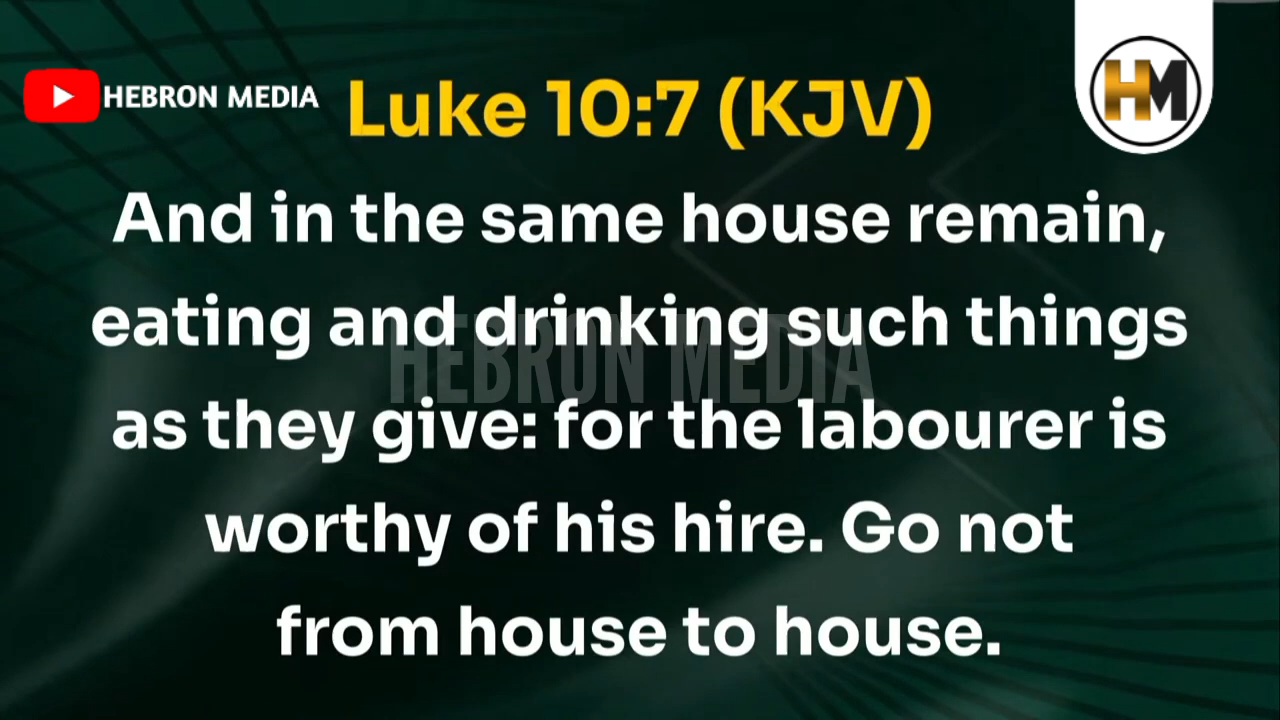 HEBRON MEDIA
Luke 10:7 (KJV)
HM
And in the same house remain,
eating and drinking such things
HEBRON MEDIA
as they give: for the labourer is
worthy of his hire. Go not
from house to house.